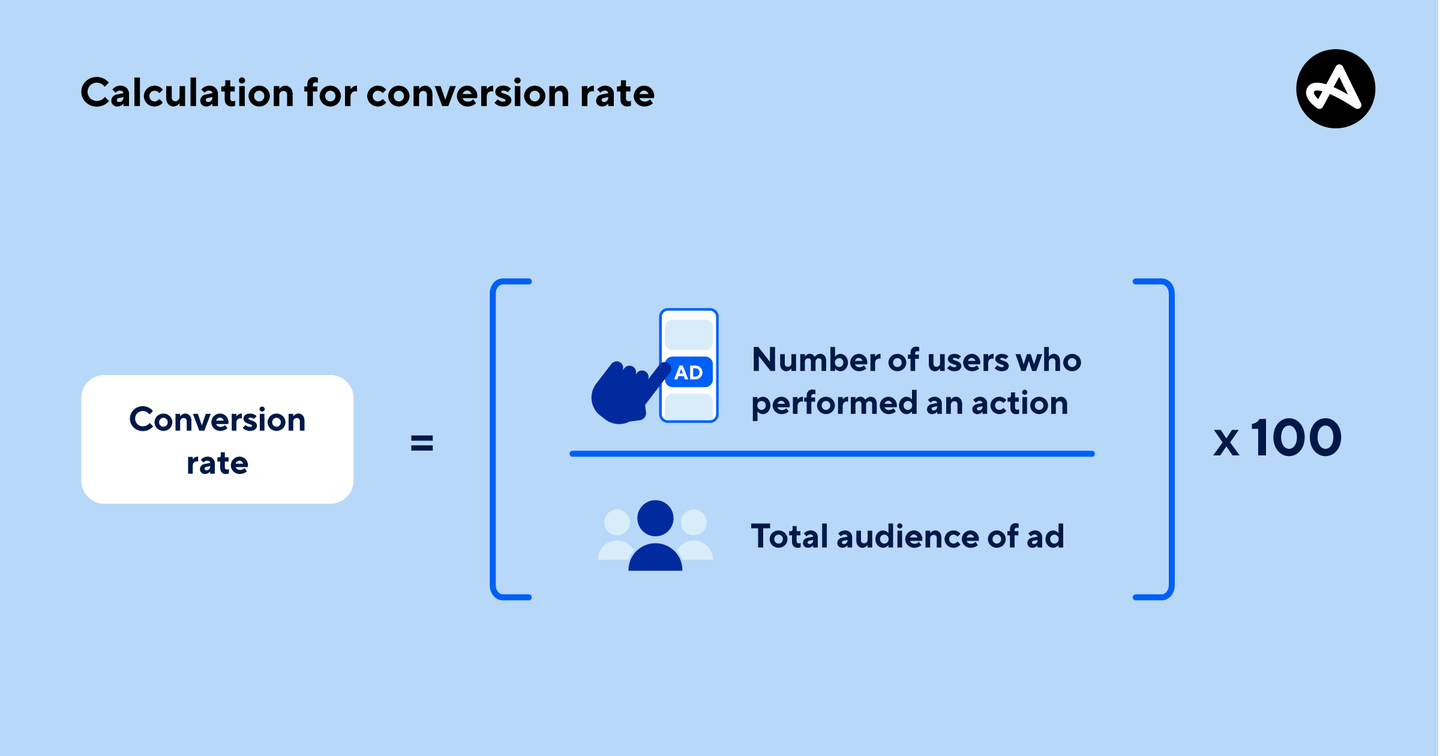 Calculation for conversion rate
Conversion
rate
=
AD
Number of users who
performed an action
Total audience of ad
x 100